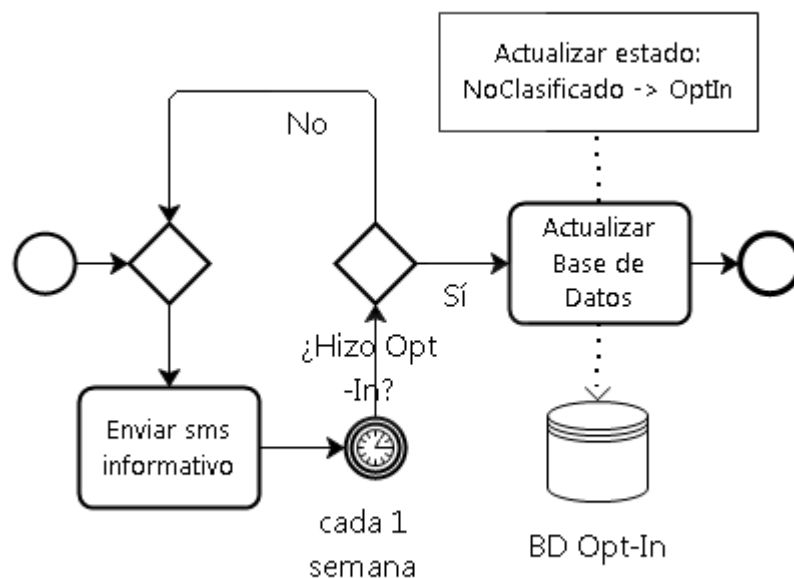 Actualizar estado:
NoClasificado -> OptIn
No
Actualizar
Base de
Datos
Sí
¿Hizo Opt
-In?
Enviar sms
informativo
cada 1
semana
BD Opt-In